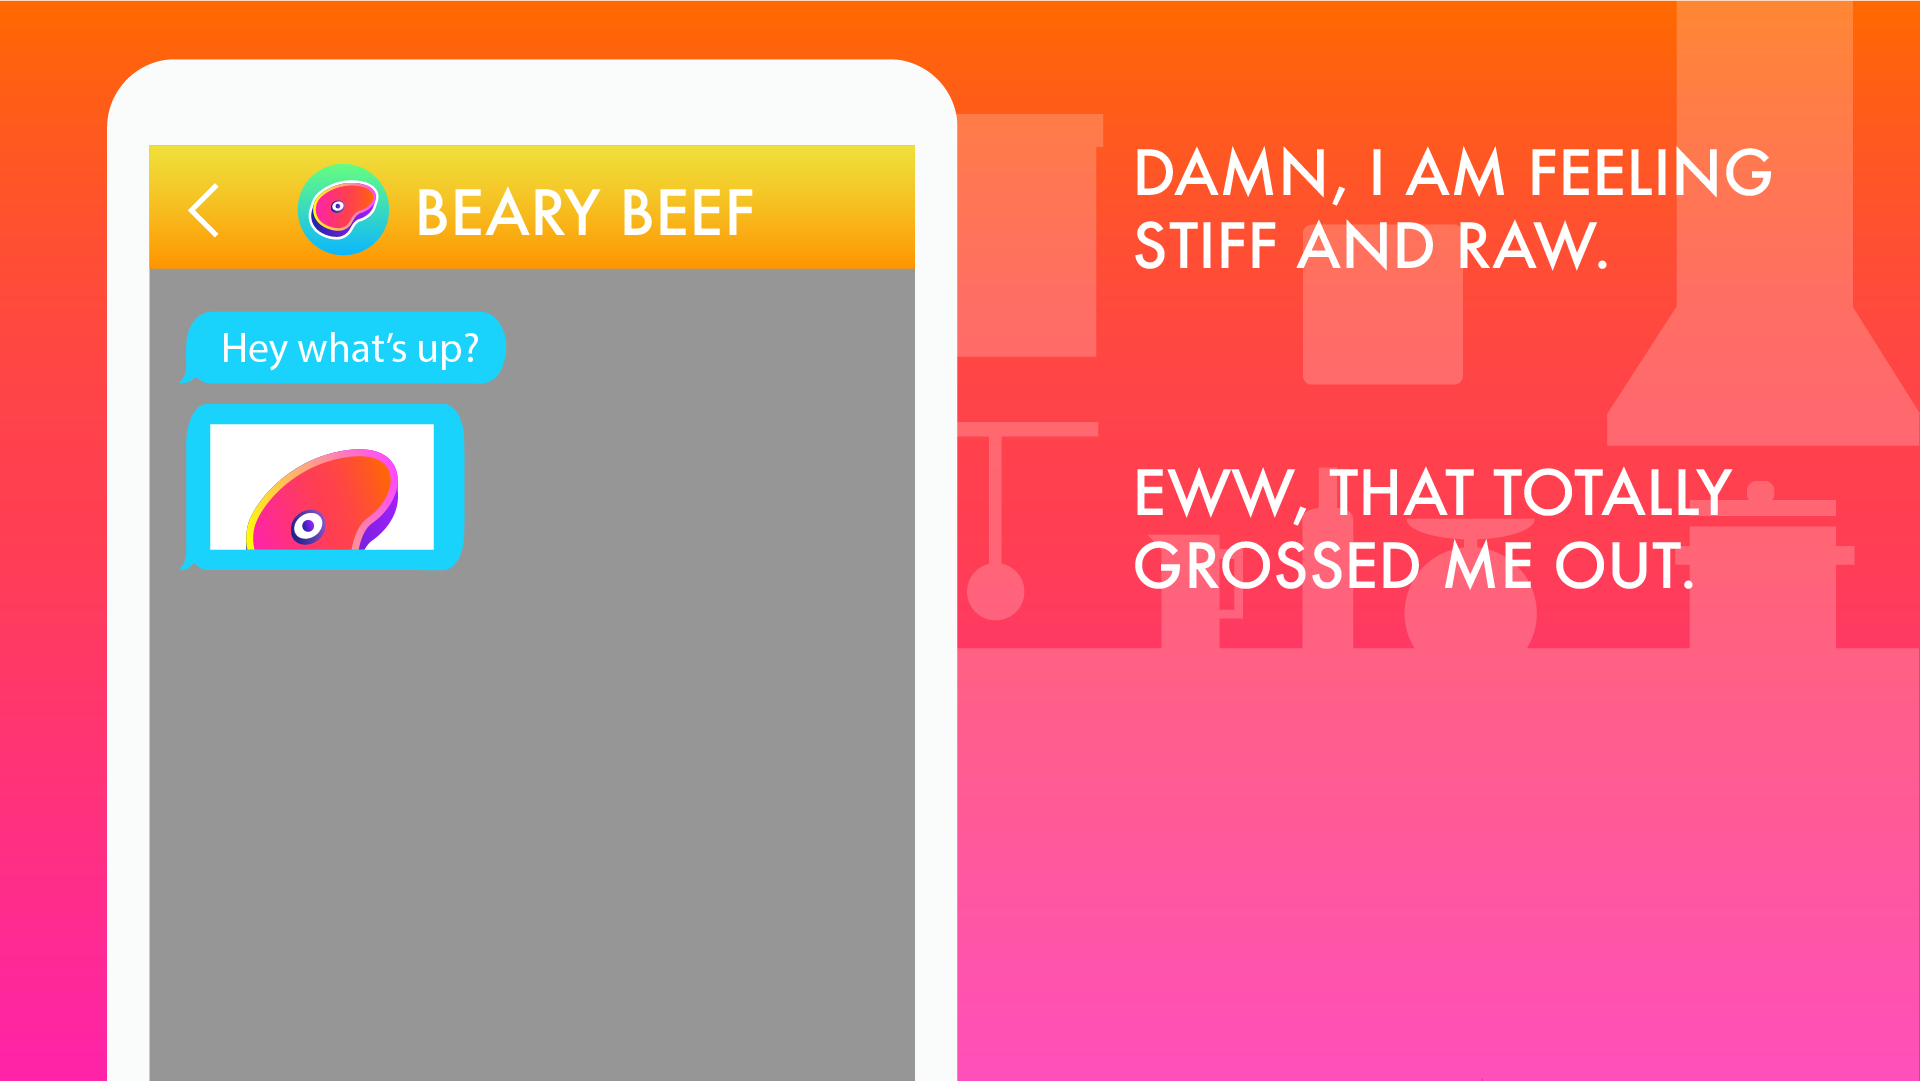 BEARY BEEF
Hey what's up?
DAMN, I AM FEELING
STIFF AND RAW.
EWW, THAT TOTALLY
GROSSED ME OUT.